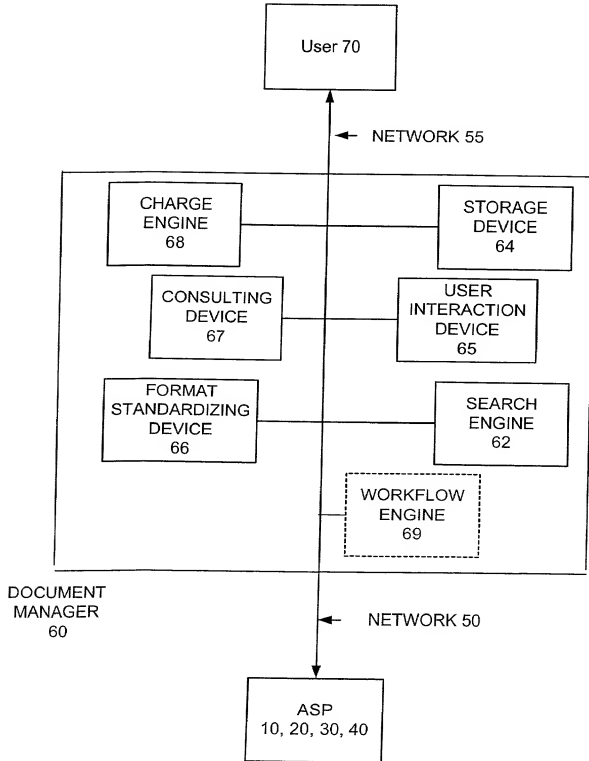 User 70
NETWORK 55
CHARGE
ENGINE
68
STORAGE
DEVICE
64
CONSULTING
DEVICE
67
USER
INTERACTION
DEVICE
65
FORMAT
STANDARDIZING
DEVICE
66
SEARCH
ENGINE
62
WORKFLOW
ENGINE
69
DOCUMENT
MANAGER
60
NETWORK 50
ASP
10, 20, 30, 40